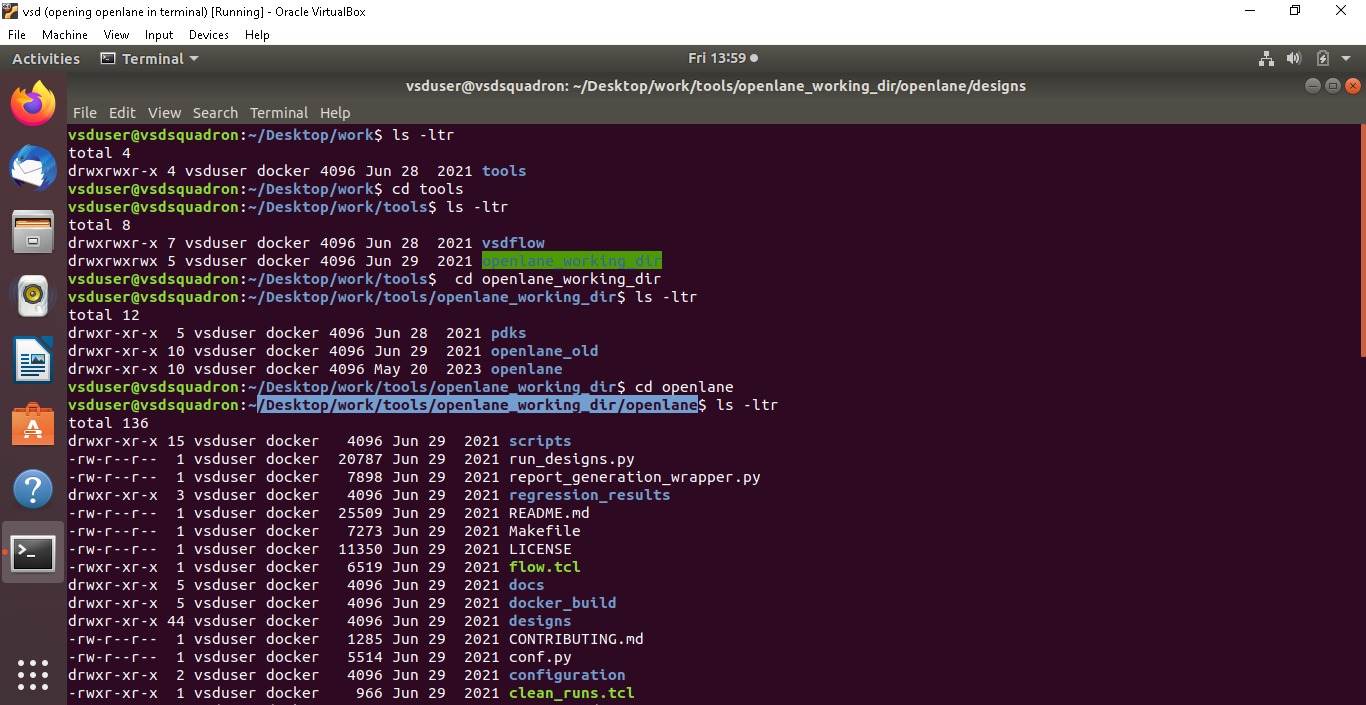 vsd (opening openlane in terminal) [Running] - Oracle VirtualBox
File Machine View Input Devices Help
Activities Terminal Fri 13:59
vsduser@vsdsquadron: ~/Desktop/work/tools/openlane_working_dir/openlane/designs
File Edit View Search Terminal Help
vsduser@vsdsquadron:~/Desktop/work$ ls -ltr
total 4
drwxrwxr-x 4 vsduser docker 4096 Jun 28  2021 tools
vsduser@vsdsquadron:~/Desktop/work$ cd tools
vsduser@vsdsquadron:~/Desktop/work/tools$ ls -ltr
total 8
drwxrwxr-x 7 vsduser docker 4096 Jun 28  2021 vsdflow
drwxrwxrwx 5 vsduser docker 4096 Jun 29  2021 openlane_working_dir
vsduser@vsdsquadron:~/Desktop/work/tools$  cd openlane_working_dir
vsduser@vsdsquadron:~/Desktop/work/tools/openlane_working_dir$ ls -ltr
total 12
drwxr-xr-x  5 vsduser docker 4096 Jun 28  2021 pdks
drwxr-xr-x 10 vsduser docker 4096 Jun 29  2021 openlane_old
drwxr-xr-x 10 vsduser docker 4096 May 20  2023 openlane
vsduser@vsdsquadron:~/Desktop/work/tools/openlane_working_dir$ cd openlane
vsduser@vsdsquadron:~/Desktop/work/tools/openlane_working_dir/openlane$ ls -ltr
total 136
drwxr-xr-x 15 vsduser docker   4096 Jun 29  2021 scripts
-rw-r--r--  1 vsduser docker  20787 Jun 29  2021 run_designs.py
-rw-r--r--  1 vsduser docker   7898 Jun 29  2021 report_generation_wrapper.py
drwxr-xr-x  3 vsduser docker   4096 Jun 29  2021 regression_results
-rw-r--r--  1 vsduser docker  25509 Jun 29  2021 README.md
-rw-r--r--  1 vsduser docker   7273 Jun 29  2021 Makefile
-rw-r--r--  1 vsduser docker  11350 Jun 29  2021 LICENSE
-rwxr-xr-x  1 vsduser docker   6519 Jun 29  2021 flow.tcl
drwxr-xr-x  5 vsduser docker   4096 Jun 29  2021 docs
drwxr-xr-x  5 vsduser docker   4096 Jun 29  2021 docker_build
drwxr-xr-x 44 vsduser docker   4096 Jun 29  2021 designs
-rw-r--r--  1 vsduser docker   1285 Jun 29  2021 CONTRIBUTING.md
-rw-r--r--  1 vsduser docker   5514 Jun 29  2021 conf.py
drwxr-xr-x  2 vsduser docker   4096 Jun 29  2021 configuration
-rwxr-xr-x  1 vsduser docker    966 Jun 29  2021 clean_runs.tcl